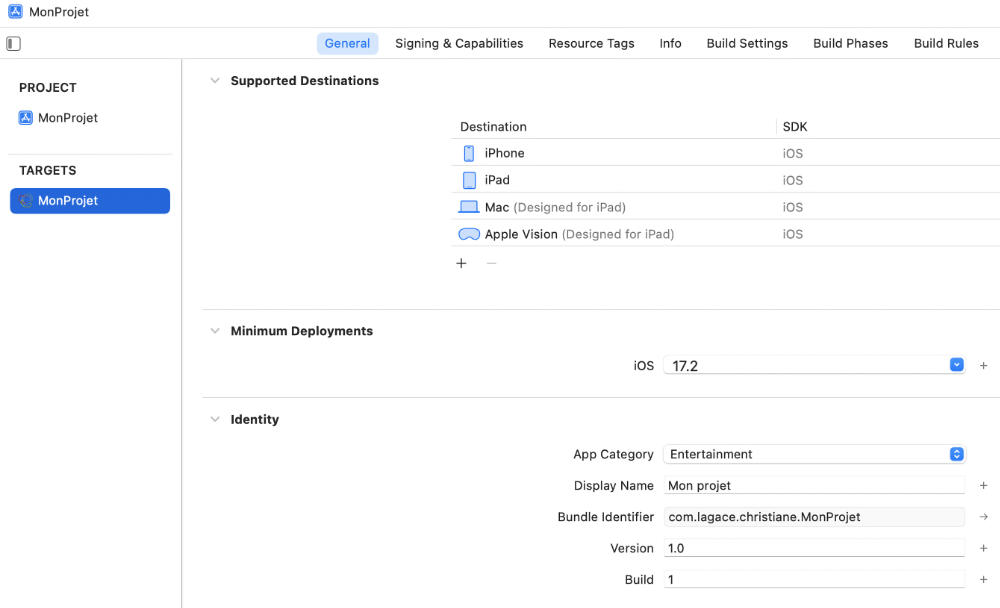 MonProjet
General Signing & Capabilities Resource Tags Info Build Settings Build Phases Build Rules
PROJECT
MonProjet
TARGETS
MonProjet
Supported Destinations
Destination SDK
iPhone iOS
iPad iOS
Mac (Designed for iPad) iOS
Apple Vision (Designed for iPad) iOS
Minimum Deployments
iOS 17.2
Identity
App Category Entertainment
Display Name Mon projet
Bundle Identifier com.lagace.christiane.MonProjet
Version 1.0
Build 1